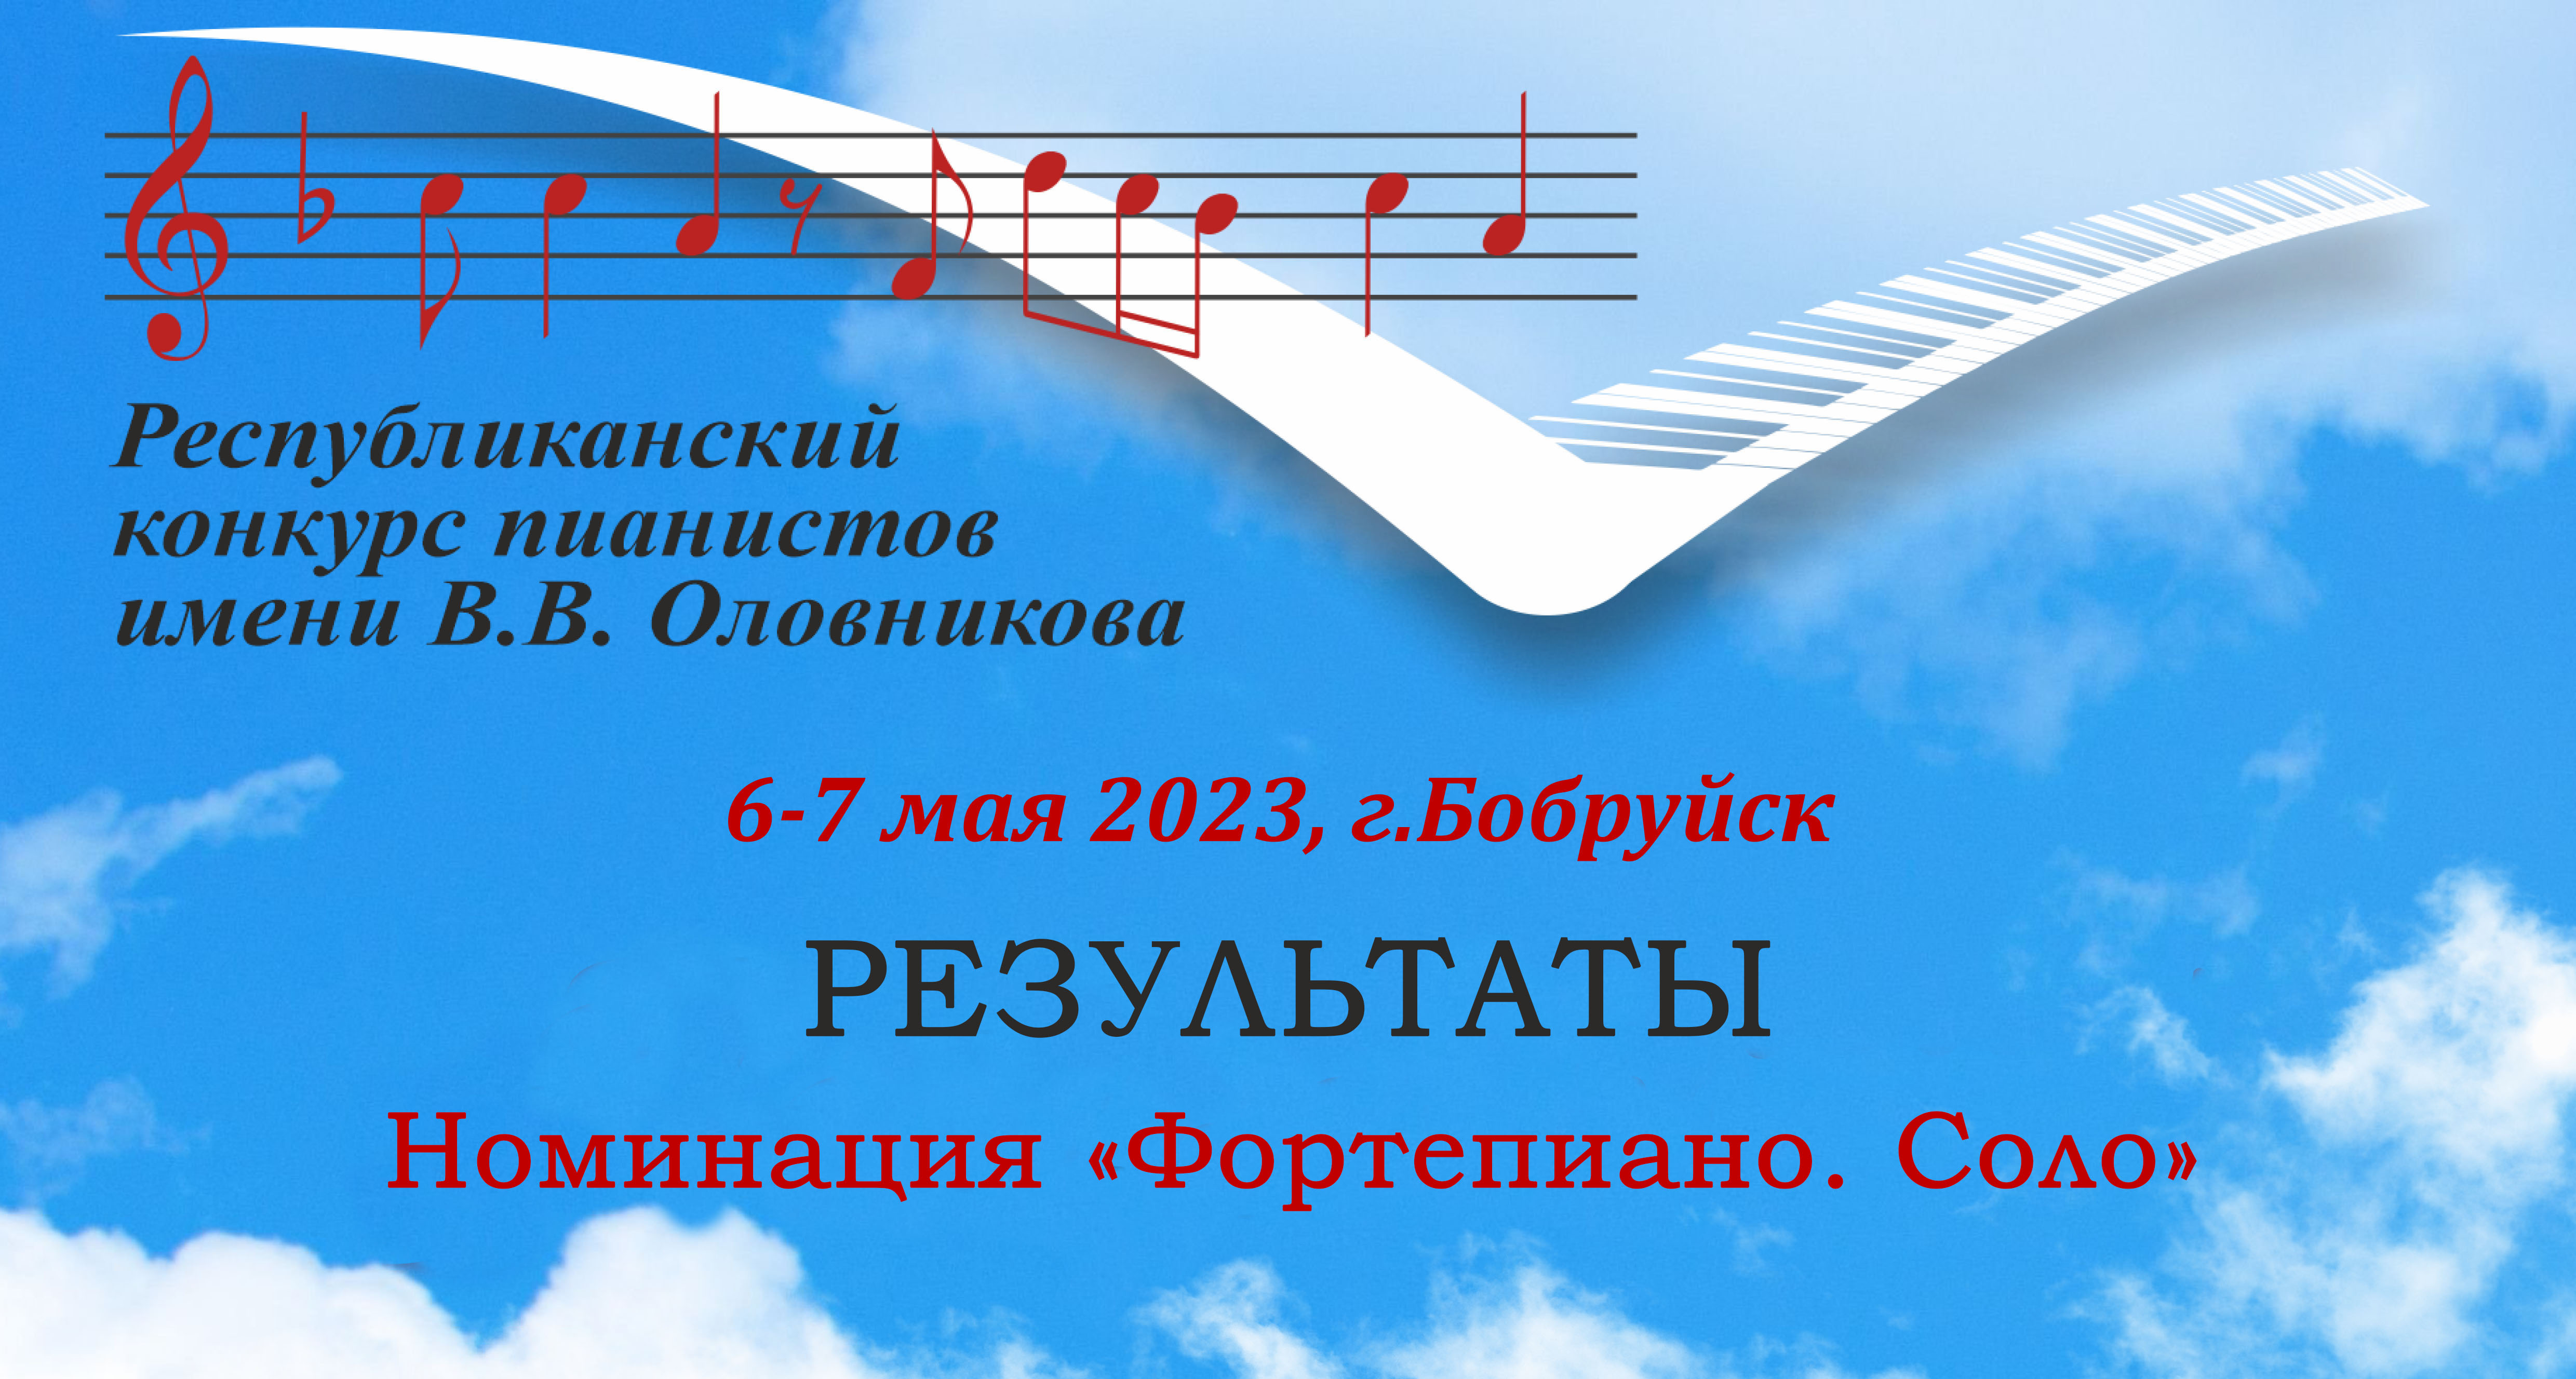 Республиканский
конкурс пианистов
имени В.В. Оловникова
6-7 мая 2023, г.Бобруйск
РЕЗУЛЬТАТЫ
Номинация «Фортепиано. Соло»